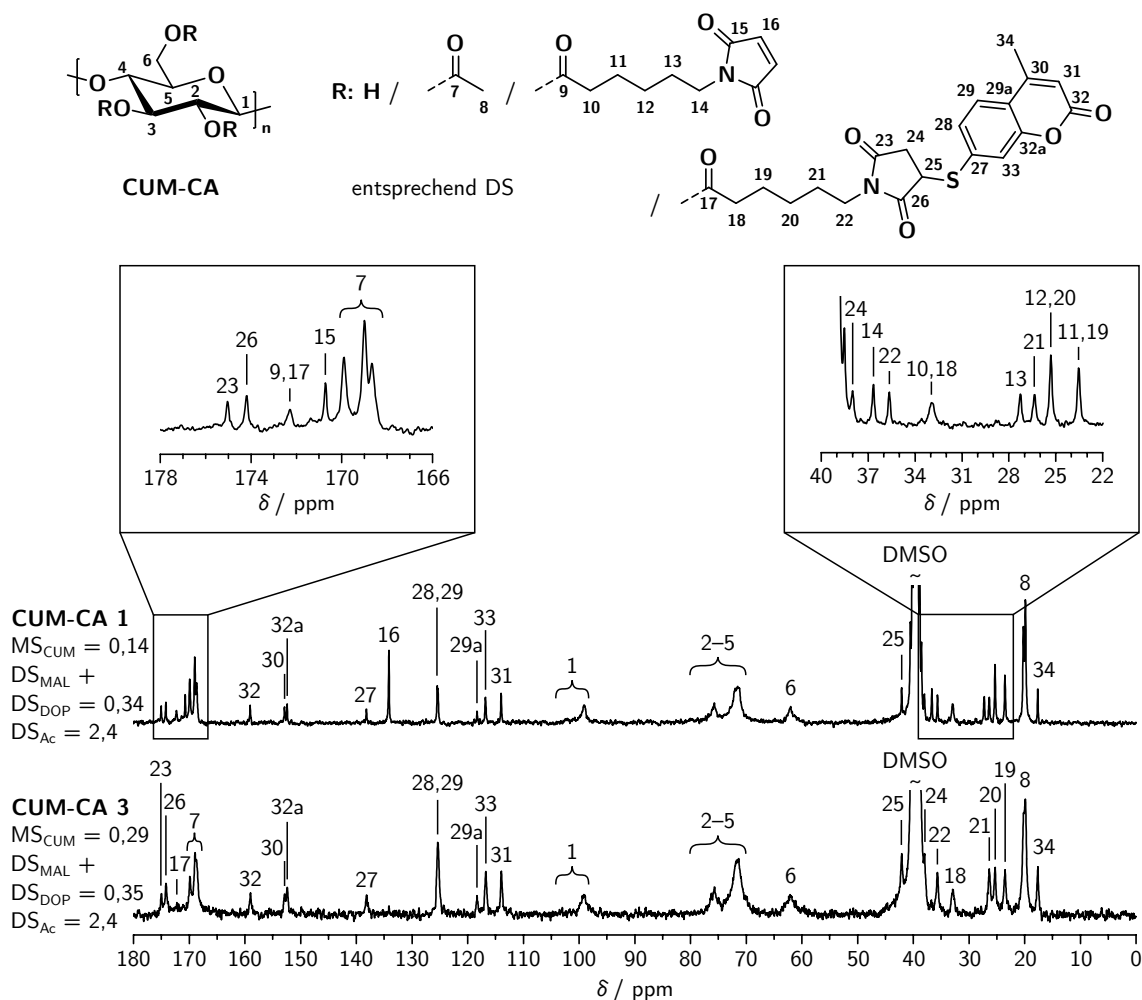 OR
6
4
O
O
5
2
1
RO
OR
n
3
CUM-CA
R: H / / /
O
7
8
O
9
10
11
12
13
14
N
15
16
O
O
entsprechend DS
/
O
17
18
19
20
21
22
N
O
23
24
25
26
O
S
27
28
29
29a
30
31
32
32a
33
34
O
O
7
26
15
23
9,17
178 174 170 166
δ / ppm
24
14
22
10,18
13
21
12,20
11,19
40 37 34 31 28 25 22
δ / ppm
DMSO
~
CUM-CA 1
MS_CUM = 0,14
DS_MAL +
DS_DOP = 0,34
DS_Ac = 2,4
32
30
32a
27
16
28,29
29a
33
31
1
2–5
6
25
8
34
CUM-CA 3
MS_CUM = 0,29
DS_MAL +
DS_DOP = 0,35
DS_Ac = 2,4
23
26
17
7
32
30
32a
27
28,29
29a
33
31
1
2–5
6
25
DMSO
~
24
22
18
21
20
19
8
34
180 170 160 150 140 130 120 110 100 90 80 70 60 50 40 30 20 10 0
δ / ppm